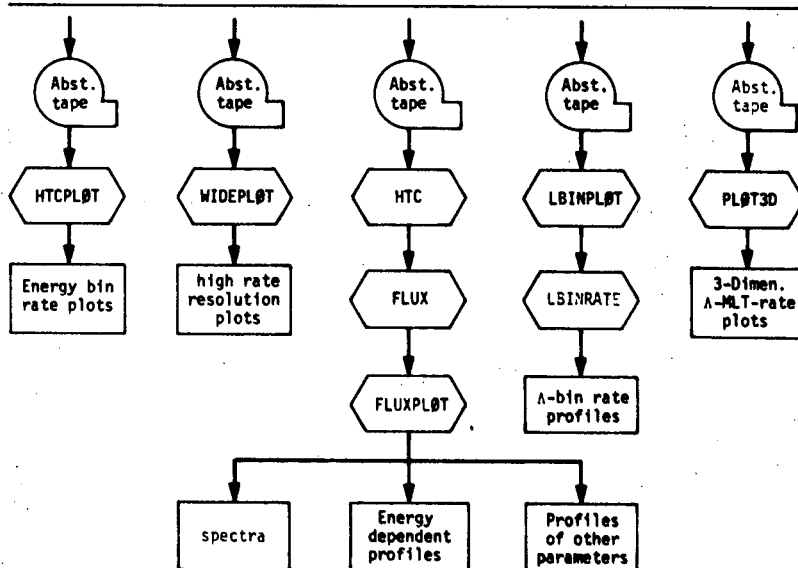 Abst.
tape
Abst.
tape
Abst.
tape
Abst.
tape
Abst.
tape
HTCPLØT
WIDEPLØT
HTC
LBINPLØT
PLØT3D
Energy bin
rate plots
high rate
resolution
plots
FLUX
LBINRATE
3-Dimen.
Λ-MLT-rate
plots
FLUXPLØT
Λ-bin rate
profiles
spectra
Energy
dependent
profiles
Profiles
of other
parameters